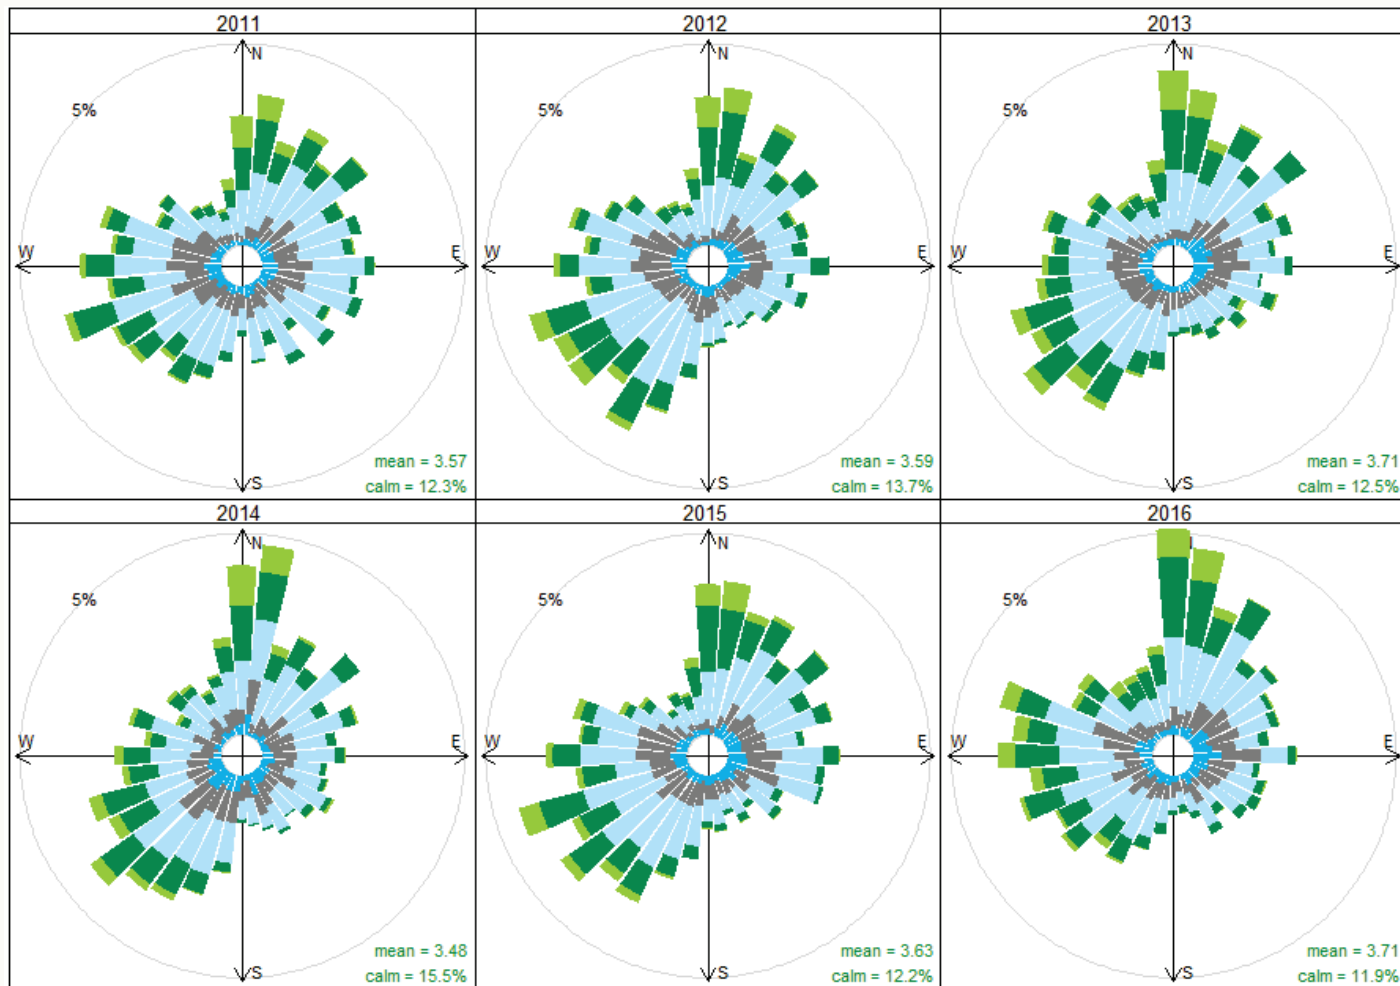 2011
2012
2013
N
5%
W
E
S
mean = 3.57
calm = 12.3%
N
5%
W
E
S
mean = 3.59
calm = 13.7%
N
5%
W
E
S
mean = 3.71
calm = 12.5%
2014
2015
2016
N
5%
W
E
S
mean = 3.48
calm = 15.5%
N
5%
W
E
S
mean = 3.63
calm = 12.2%
5%
W
E
S
mean = 3.71
calm = 11.9%